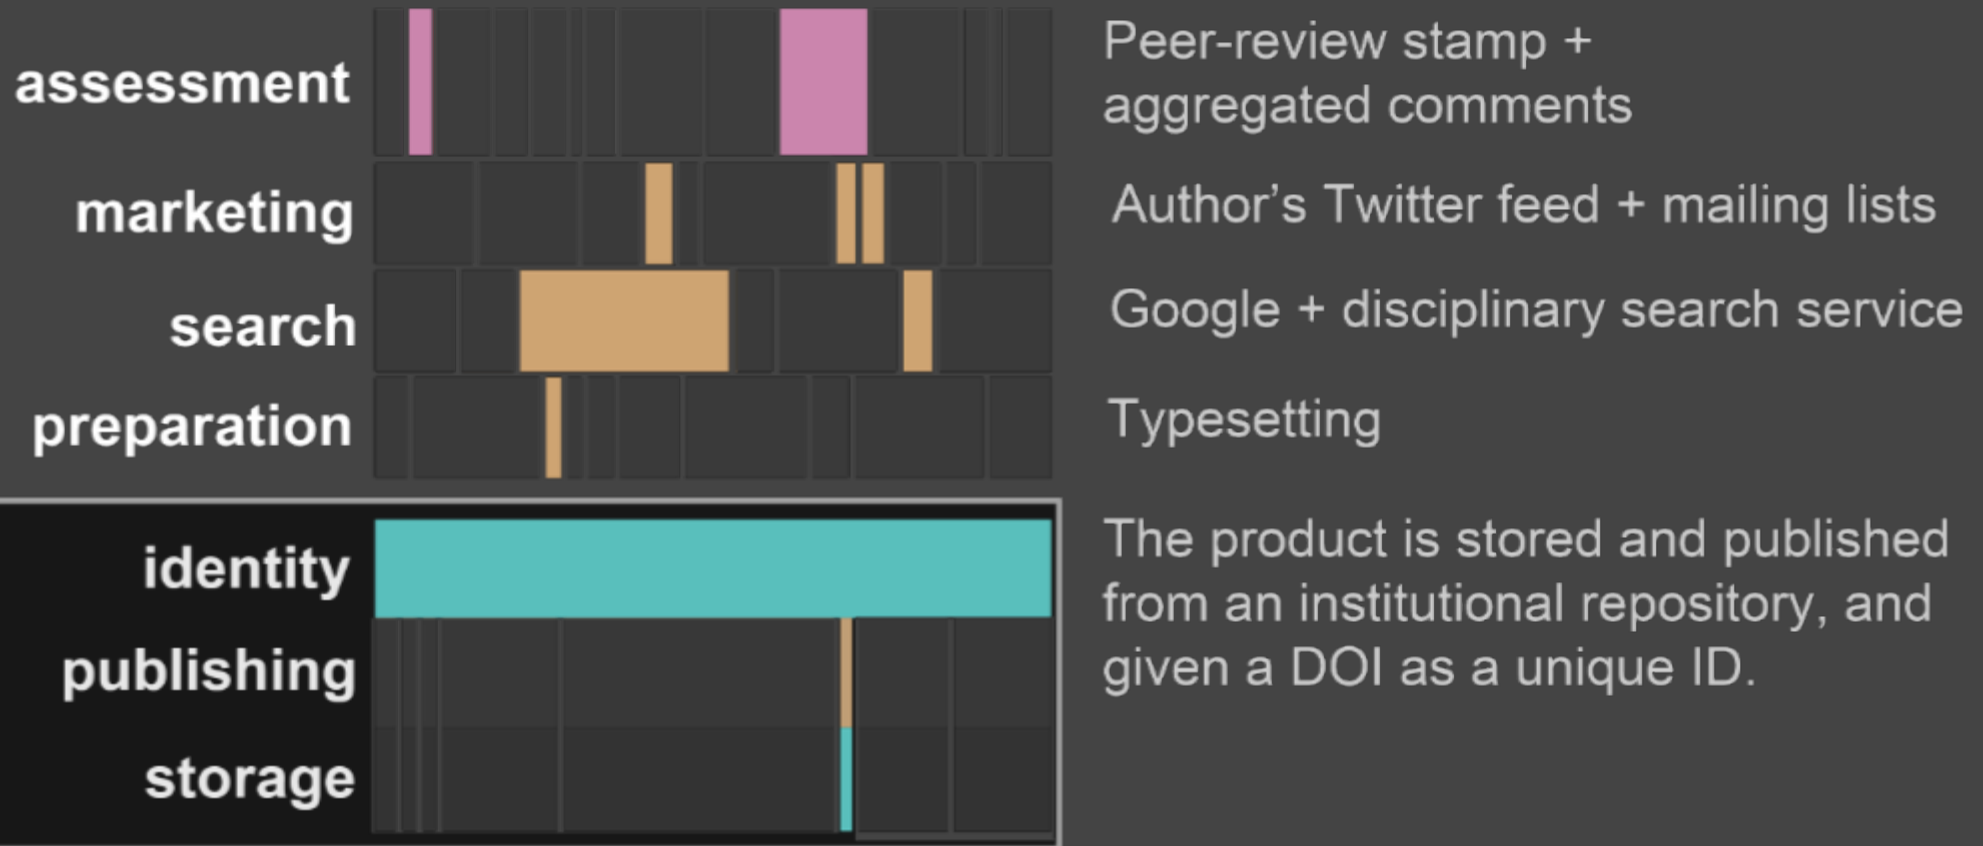 assessment
Peer-review stamp +
aggregated comments
marketing
Author’s Twitter feed + mailing lists
search
Google + disciplinary search service
preparation
Typesetting
identity
publishing
storage
The product is stored and published
from an institutional repository, and
given a DOI as a unique ID.